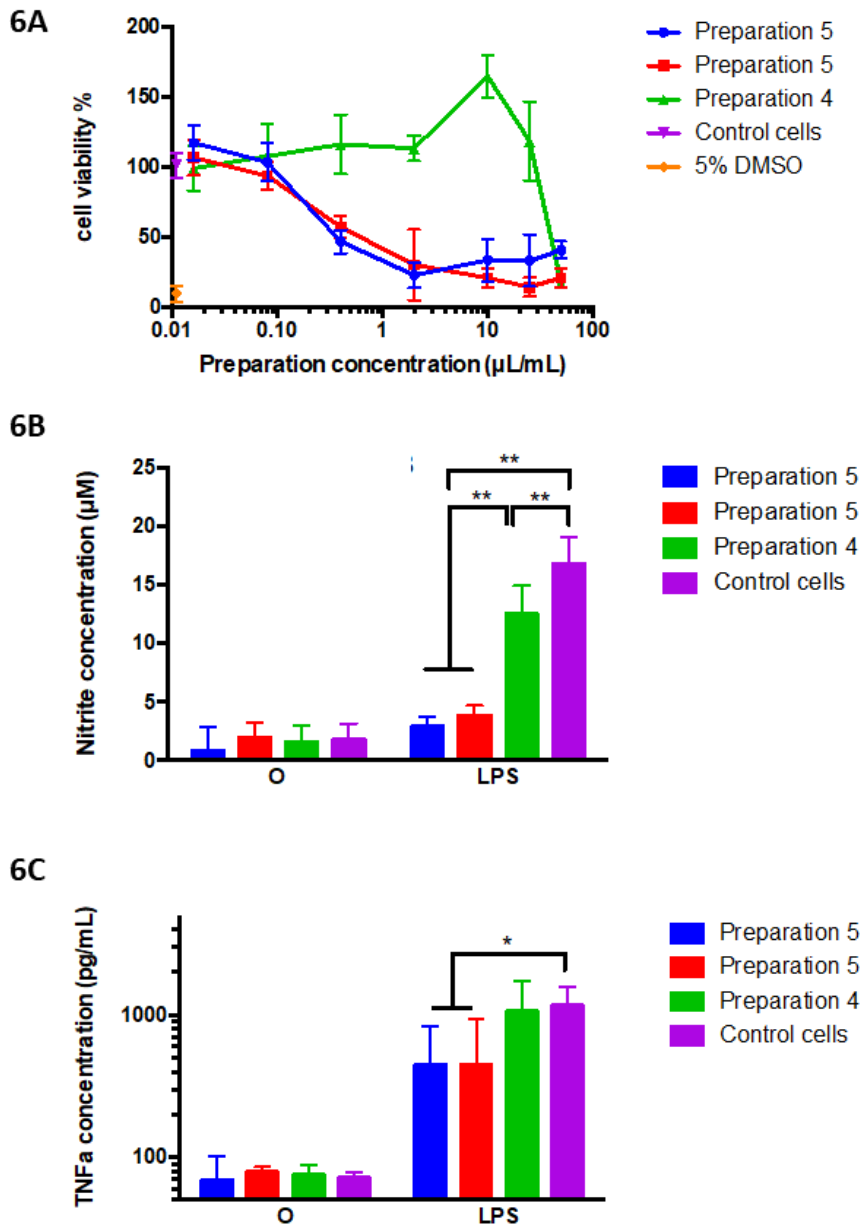 6A
200
150
100
50
0
cell viability %
0.01
0.10
1
10
100
Preparation concentration (µL/mL)
Preparation 5
Preparation 5
Preparation 4
Control cells
5% DMSO
6B
25
20
15
10
5
0
Nitrite concentration (µM)
**
**
**
O
LPS
Preparation 5
Preparation 5
Preparation 4
Control cells
6C
1000
100
TNFa concentration (pg/mL)
*
O
LPS
Preparation 5
Preparation 5
Preparation 4
Control cells